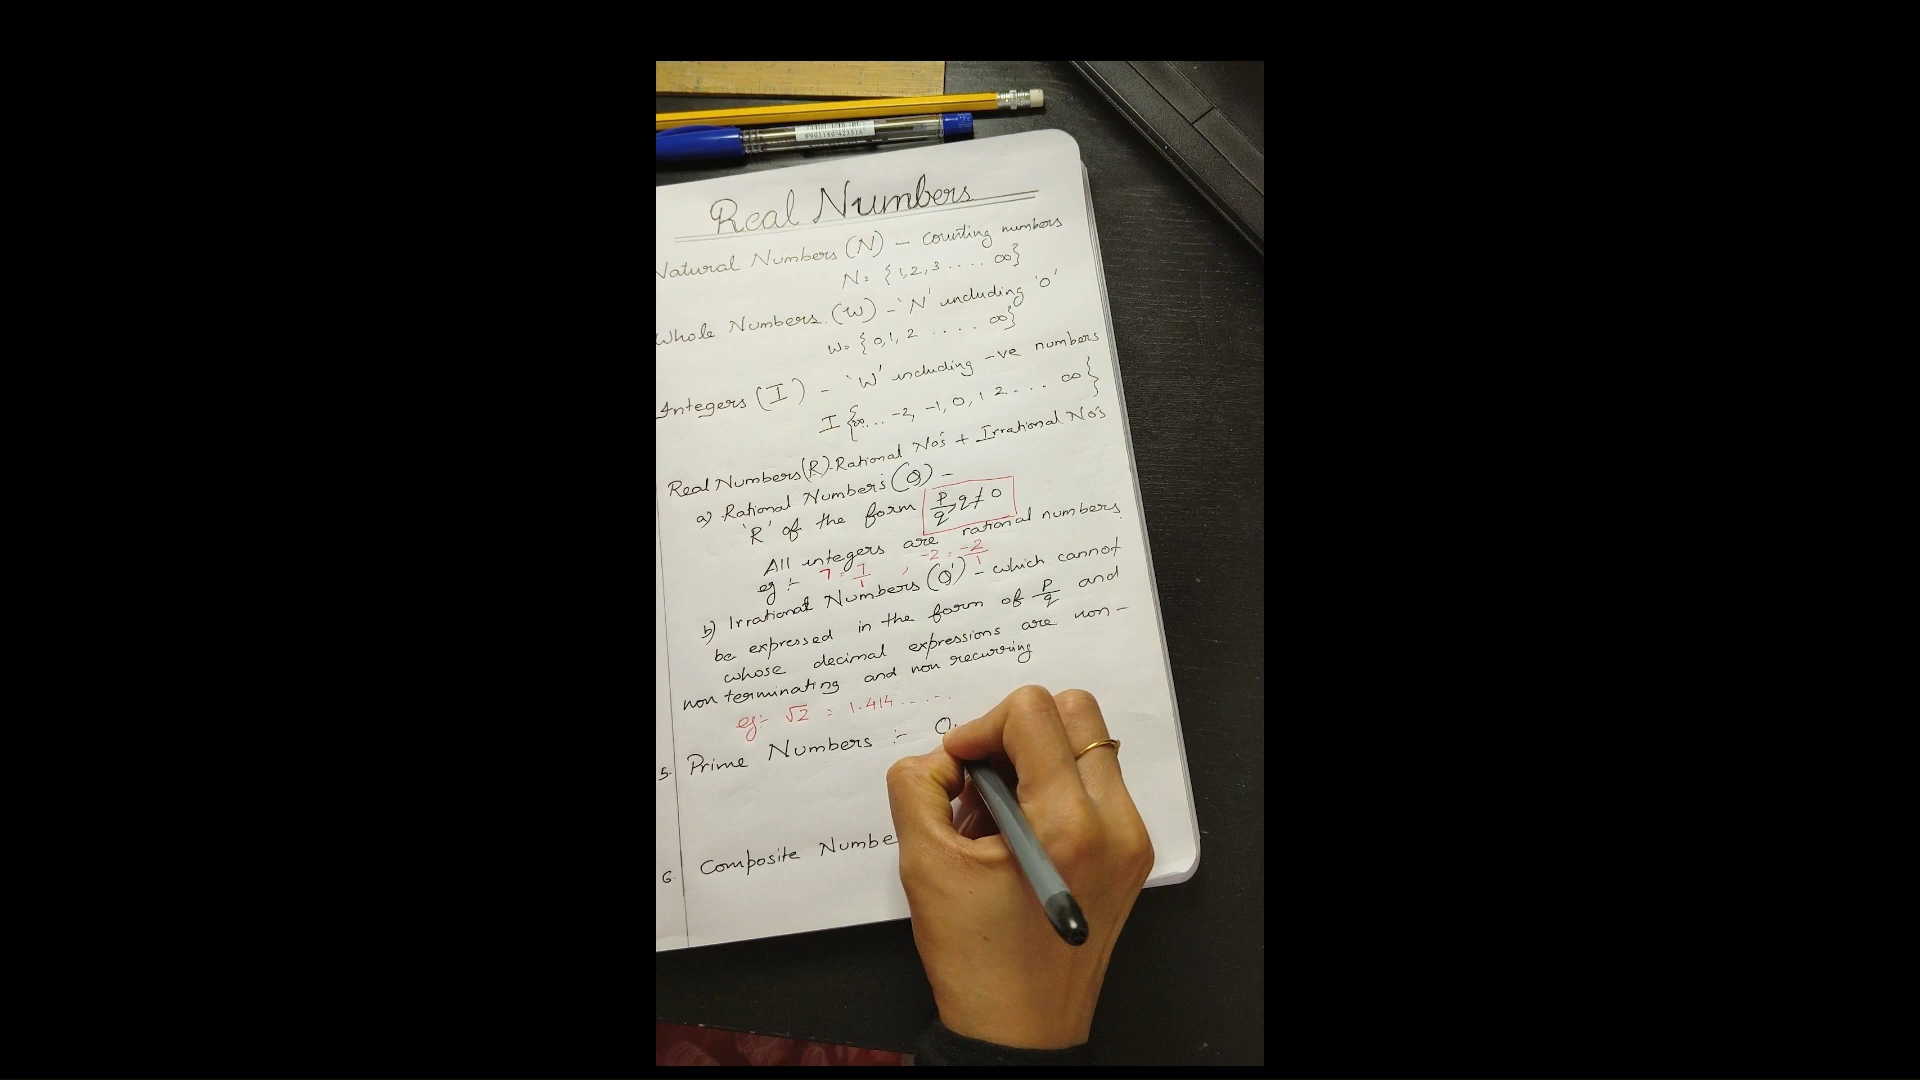 Real Numbers
Natural Numbers (N) - Counting numbers
N = {1, 2, 3 .... ∞}
Whole Numbers. (W) - 'N' including '0'
W = {0, 1, 2 ..... ∞}
Integers (I) - 'W' including -ve numbers
I {∞... -2, -1, 0, 1 2 ... ∞}
Real Numbers (R) - Rational No's + Irrational No's
a) Rational Numbers (Q) -
'R' of the form p/q, q ≠ 0
All integers are rational numbers.
eg :- 7 = 7/1 , -2 = -2/1
b) Irrational Numbers (Q') - which cannot
be expressed in the form of P/q and
whose decimal expressions are non-
non terminating and non recurring
eg:- √2 = 1.414 ......
5. Prime Numbers :-
6. Composite Numbe